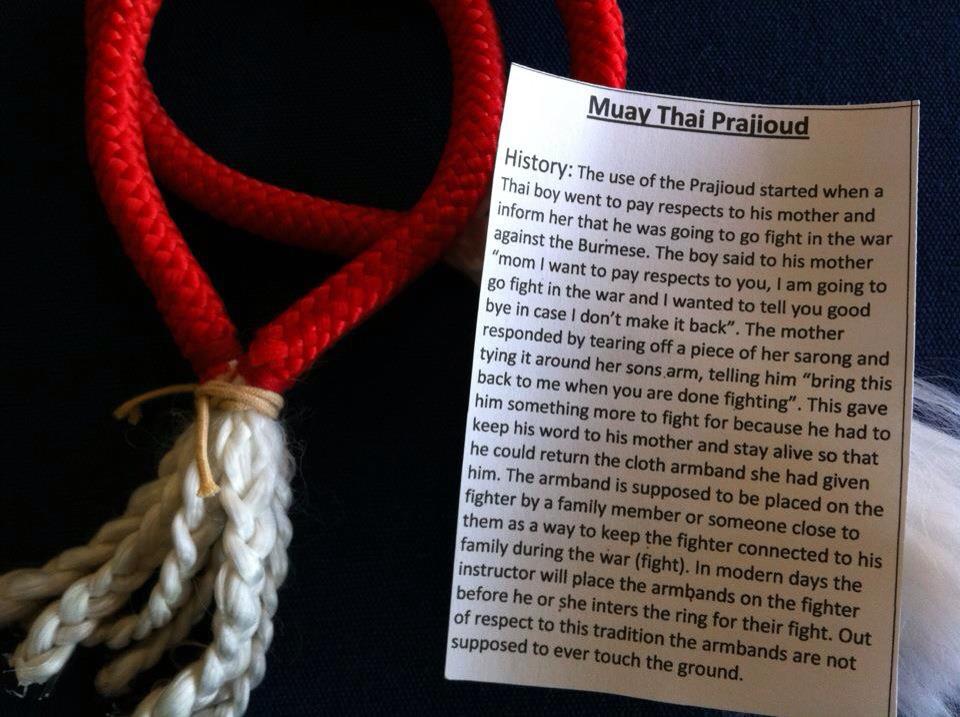 Muay Thai Prajioud
History: The use of the Prajioud started when a
Thai boy went to pay respects to his mother and
inform her that he was going to go fight in the war
against the Burmese. The boy said to his mother
“mom I want to pay respects to you, I am going to
go fight in the war and I wanted to tell you good
bye in case I don’t make it back”. The mother
responded by tearing off a piece of her sarong and
tying it around her sons arm, telling him “bring this
back to me when you are done fighting”. This gave
him something more to fight for because he had to
keep his word to his mother and stay alive so that
he could return the cloth armband she had given
him. The armband is supposed to be placed on the
fighter by a family member or someone close to
them as a way to keep the fighter connected to his
family during the war (fight). In modern days the
instructor will place the armbands on the fighter
before he or she inters the ring for their fight. Out
of respect to this tradition the armbands are not
supposed to ever touch the ground.